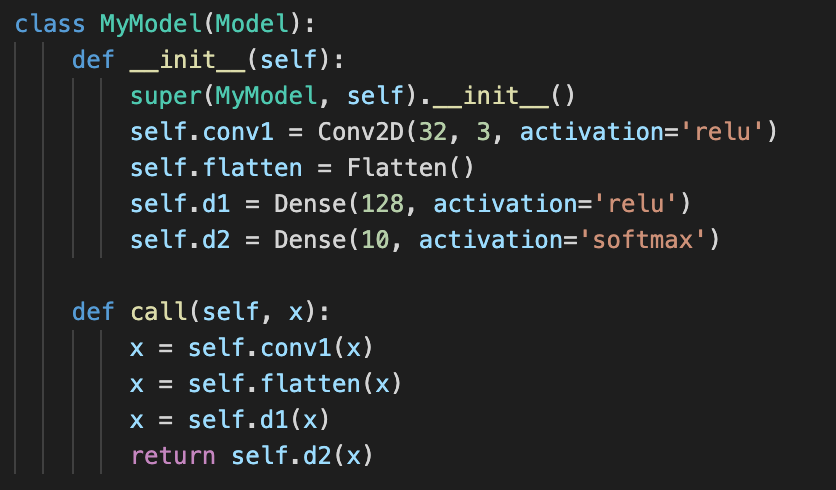 class MyModel(Model):
    def __init__(self):
        super(MyModel, self).__init__()
        self.conv1 = Conv2D(32, 3, activation='relu')
        self.flatten = Flatten()
        self.d1 = Dense(128, activation='relu')
        self.d2 = Dense(10, activation='softmax')

    def call(self, x):
        x = self.conv1(x)
        x = self.flatten(x)
        x = self.d1(x)
        return self.d2(x)